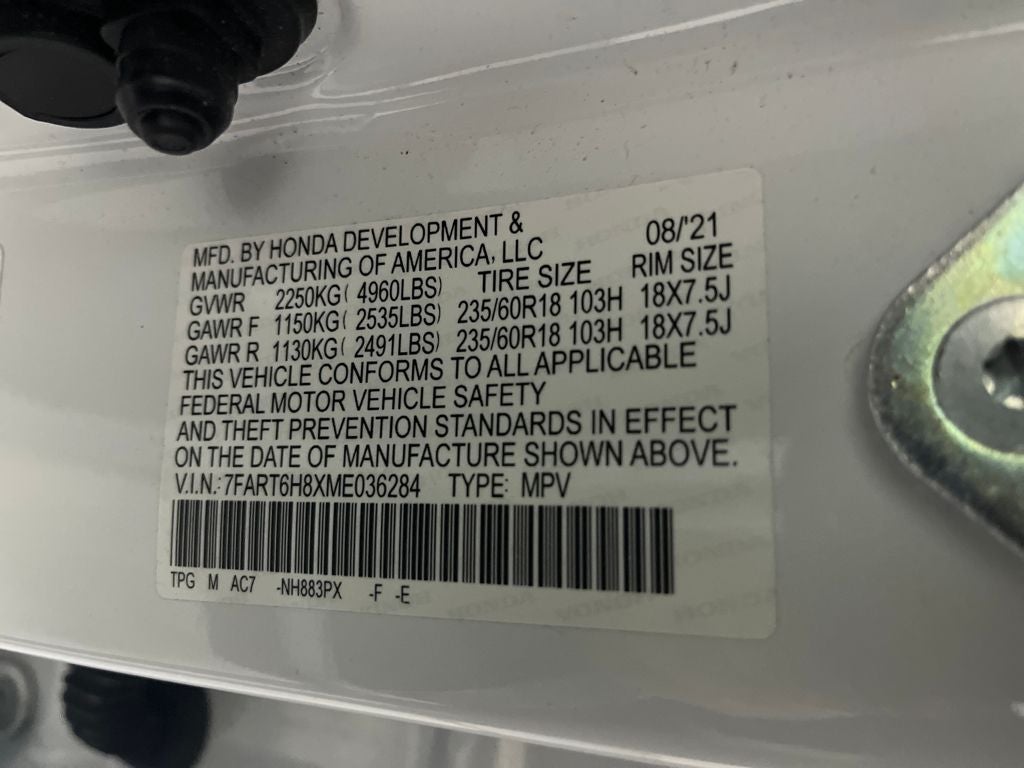 MFD. BY HONDA DEVELOPMENT & 08/'21
MANUFACTURING OF AMERICA, LLC
GVWR 2250KG( 4960LBS) TIRE SIZE RIM SIZE
GAWR F 1150KG( 2535LBS) 235/60R18 103H 18X7.5J
GAWR R 1130KG( 2491LBS) 235/60R18 103H 18X7.5J
THIS VEHICLE CONFORMS TO ALL APPLICABLE
FEDERAL MOTOR VEHICLE SAFETY
AND THEFT PREVENTION STANDARDS IN EFFECT
ON THE DATE OF MANUFACTURE SHOWN ABOVE.
V.I.N.: 7FART6H8XME036284 TYPE: MPV
TPG M AC7 -NH883PX -F -E